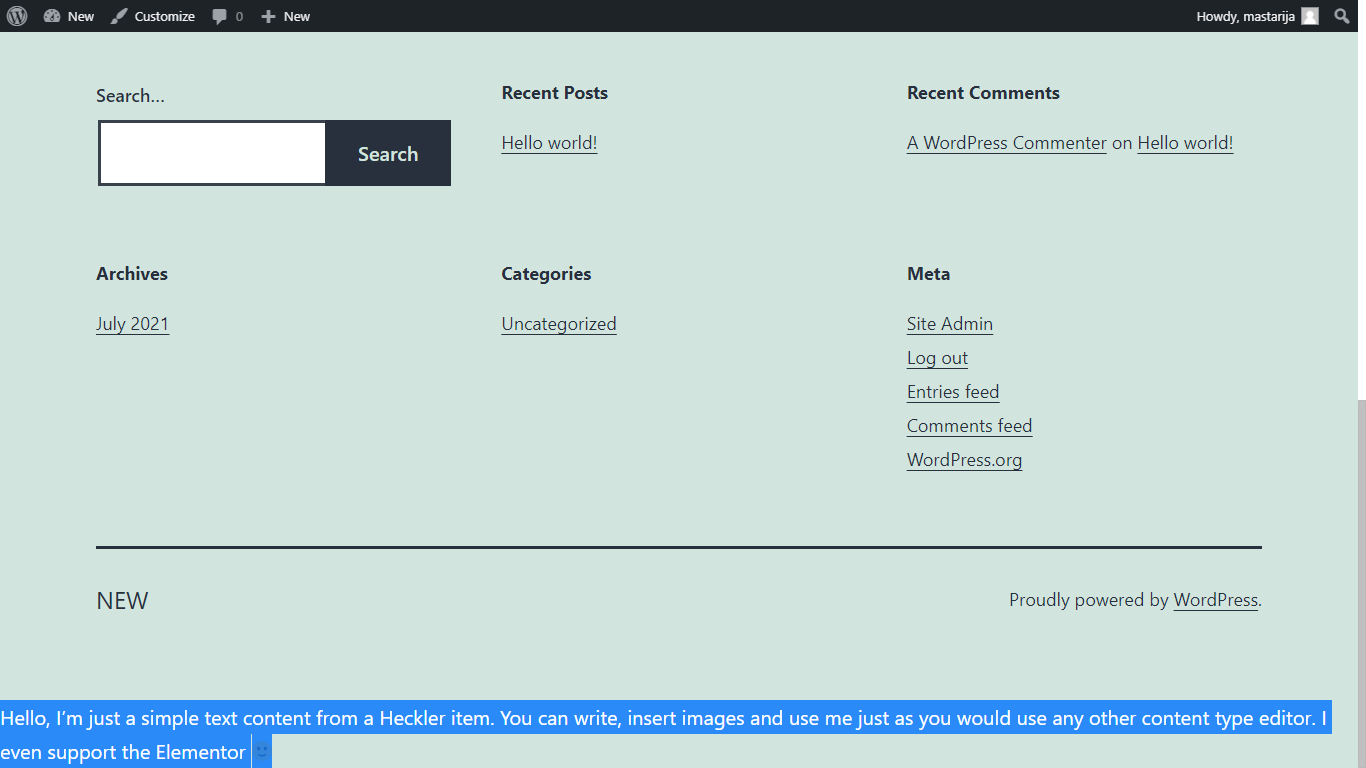 New Customize 0 New Howdy, mastarija
Search…
Search
Recent Posts
Hello world!
Recent Comments
A WordPress Commenter on Hello world!
Archives
July 2021
Categories
Uncategorized
Meta
Site Admin
Log out
Entries feed
Comments feed
WordPress.org
NEW
Proudly powered by WordPress.
Hello, I’m just a simple text content from a Heckler item. You can write, insert images and use me just as you would use any other content type editor. I
even support the Elementor 🙂